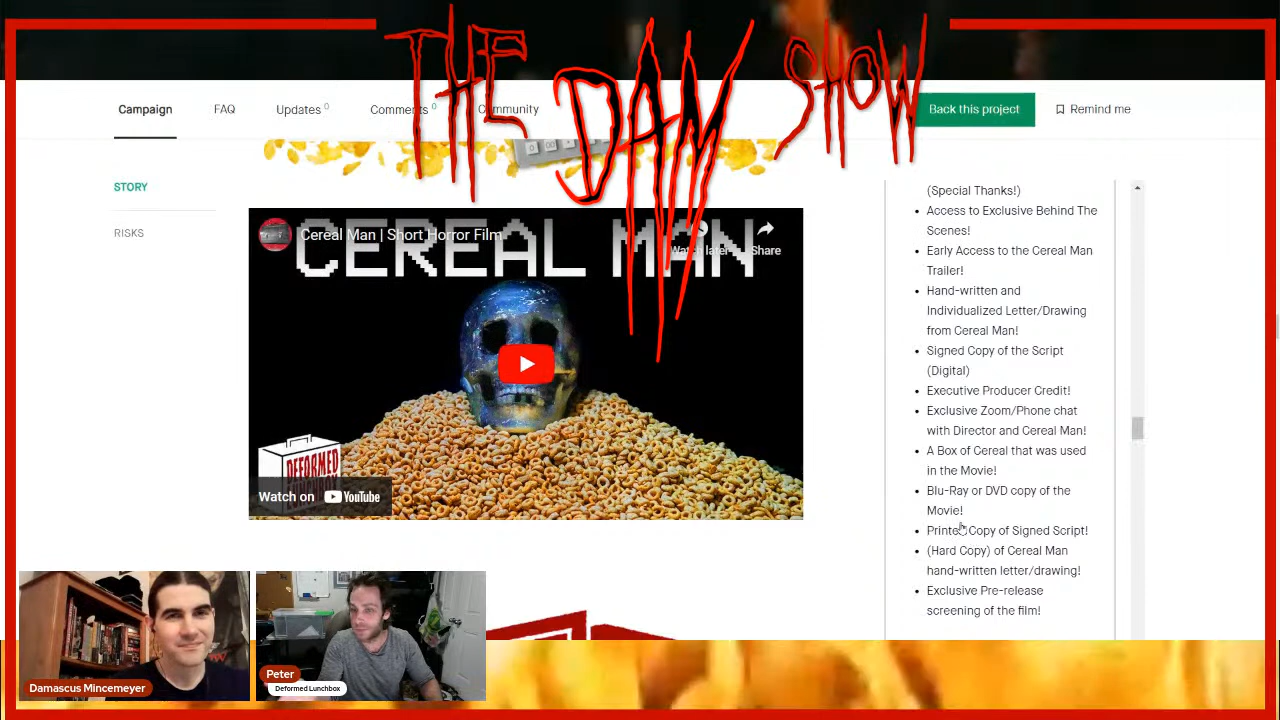 THE DAM SHOW
Campaign
FAQ
Updates 0
Comments 0
Community
Back this project
Remind me
STORY
RISKS
CEREAL MAN
Cereal Man | Short Horror Film
Watch later
Share
DEFORMED
Watch on YouTube
(Special Thanks!)
Access to Exclusive Behind The
Scenes!
Early Access to the Cereal Man
Trailer!
Hand-written and
Individualized Letter/Drawing
from Cereal Man!
Signed Copy of the Script
(Digital)
Executive Producer Credit!
Exclusive Zoom/Phone chat
with Director and Cereal Man!
A Box of Cereal that was used
in the Movie!
Blu-Ray or DVD copy of the
Movie!
Printed Copy of Signed Script!
(Hard Copy) of Cereal Man
hand-written letter/drawing!
Exclusive Pre-release
screening of the film!
Damascus Mincemeyer
Peter
Deformed Lunchbox